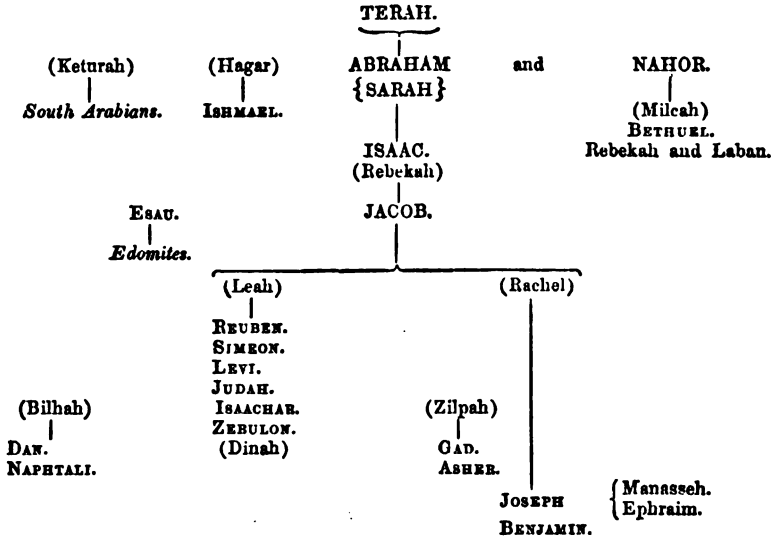 TERAH.
(Keturah) (Hagar) ABRAHAM and NAHOR.
{SARAH}
South Arabians. ISHMAEL. (Milcah)
BETHUEL.
ISAAC. Rebekah and Laban.
(Rebekah)
ESAU. JACOB.
Edomites.
(Leah) (Rachel)
REUBEN.
SIMEON.
LEVI.
JUDAH.
(Bilhah) ISAACHAR. (Zilpah)
ZEBULON.
DAN. (Dinah) GAD.
NAPHTALI. ASHER.
JOSEPH { Manasseh.
Ephraim.
BENJAMIN.